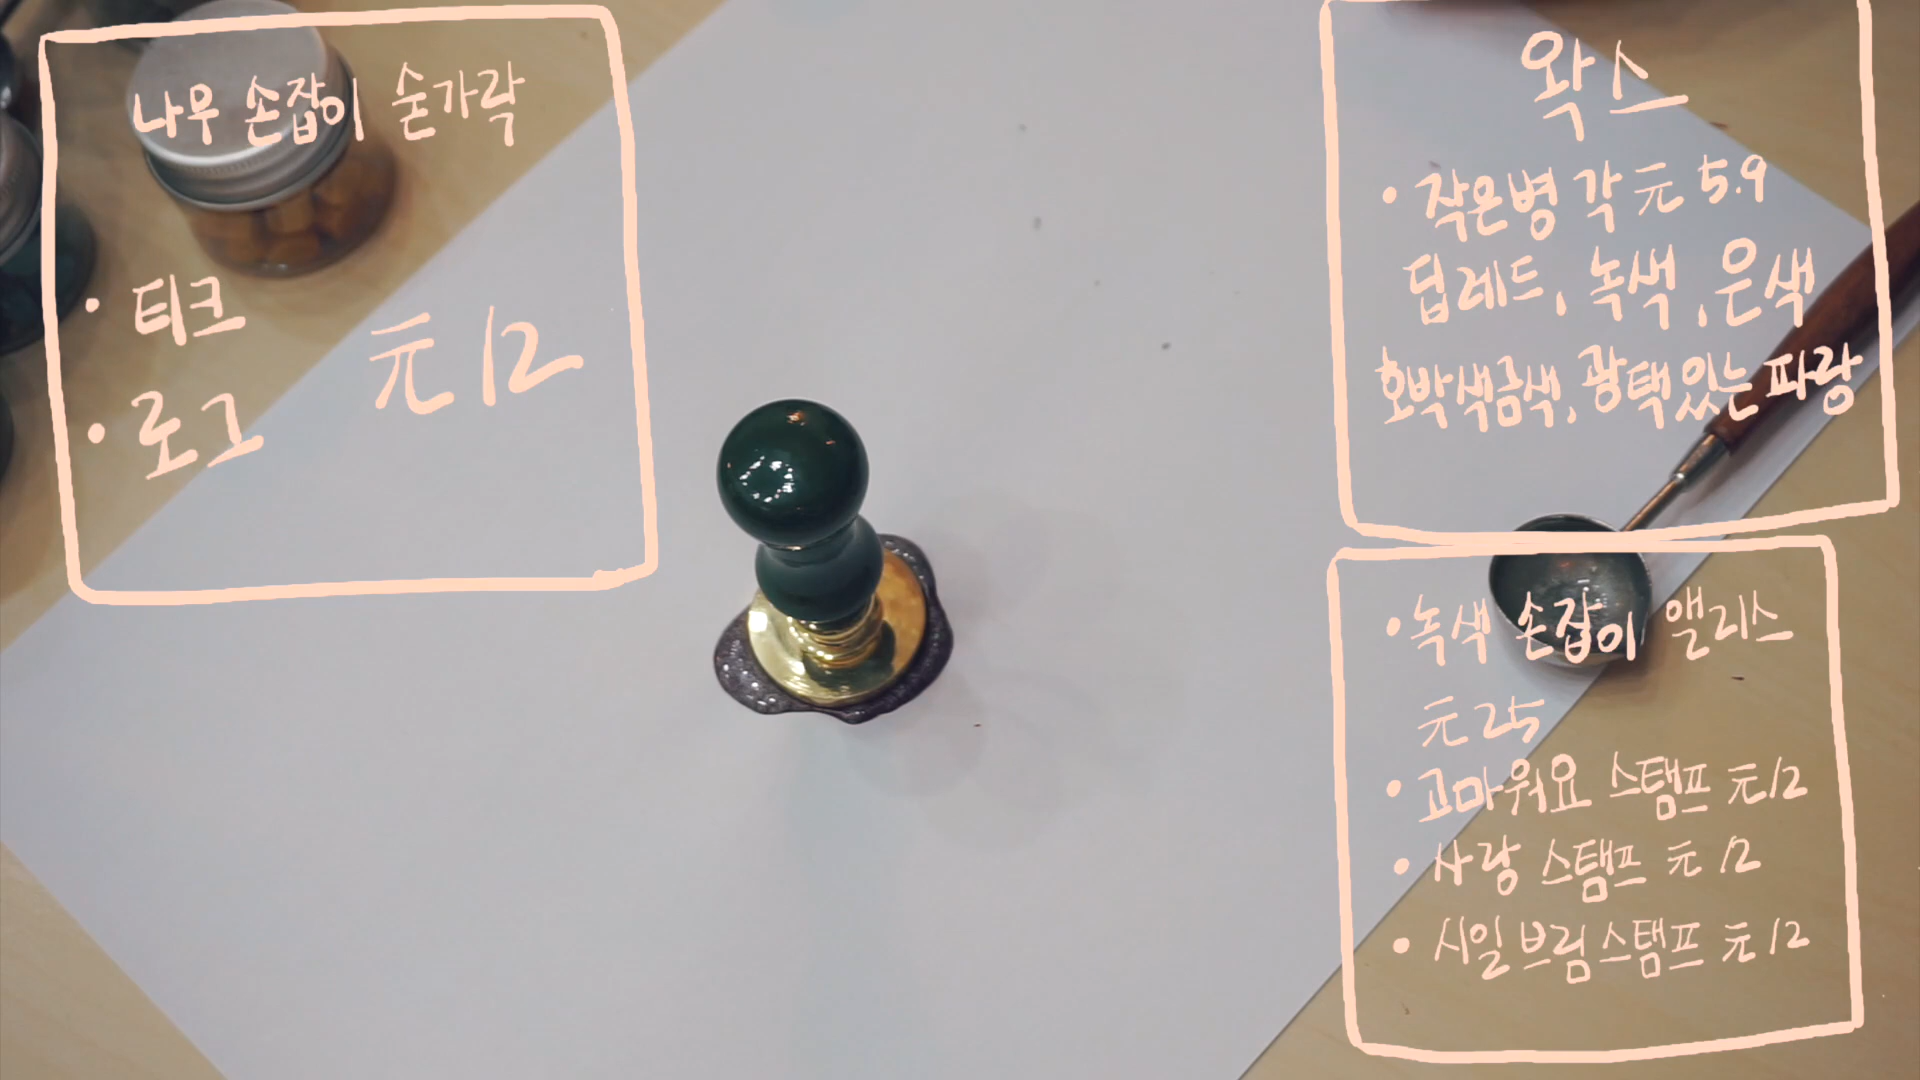 나무 손잡이 숟가락
· 티크
元 12
· 로그
왁스
· 작은병 각 元 5.9
딥레드, 녹색, 은색
호박색금색, 광택있는파랑
· 녹색 손잡이 앨리스
元 25
· 고마워요 스탬프 元 12
· 사랑 스탬프 元 12
· 시일 브림 스탬프 元 12